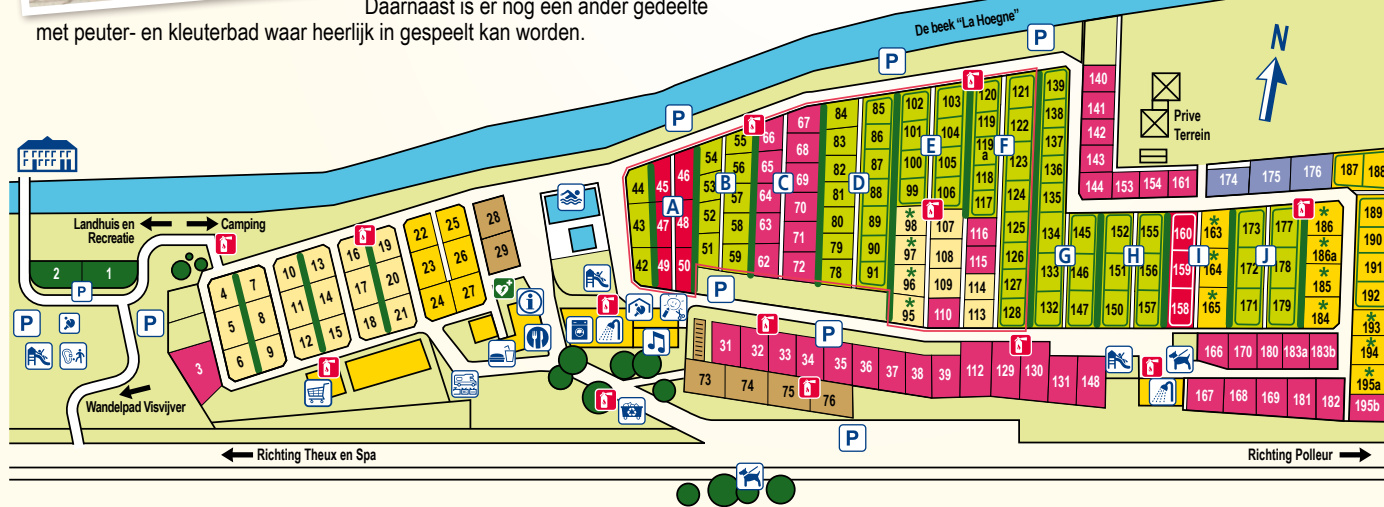 Daarnaast is er nog een ander gedeelte
met peuter- en kleuterbad waar heerlijk in gespeelt kan worden.
De beek "La Hoegne"
N
P
P
P
Prive
Terrein
Landhuis en
Recreatie
Camping
2 1
P
P
P
3
4 7
5 8
6 9
10 13
11 14
12 15
16 19
17 20
18 21
22 25
23 26
24 27
28
29
i
A
44 45 46
43 47 48
42 49 50
B
54 55
53 56
52 57
51 58
59
C
66 67
65 68
64 69
63 70
62 71
72
D
84 85
83 86
82 87
81 88
80 89
79 90
78 91
E
102 103
101 104
100 105
99 106
* 98 107
* 97 108
* 96 109
* 95 110
F
120 121
119 122
119a 123
118 124
117 125
116 126
115 127
114 128
113
139
138
137
136
135
134
133
132
G
145
146
147
H
152 155
151 156
150 157
I
160 * 163
159 * 164
158 * 165
J
173 177
172 178
171 179
* 186
* 186a
* 185
* 184
140
141
142
143
144 153 154 161
174 175 176
187 188
189
190
191
192
* 193
* 194
* 195a
195b
P
P
31 32 33 34 35 36 37 38 39 112 129 130 131 148
73 74 75 76
166 170 180 183a 183b
167 168 169 181 182
Wandelpad Visvijver
P
Richting Theux en Spa
Richting Polleur